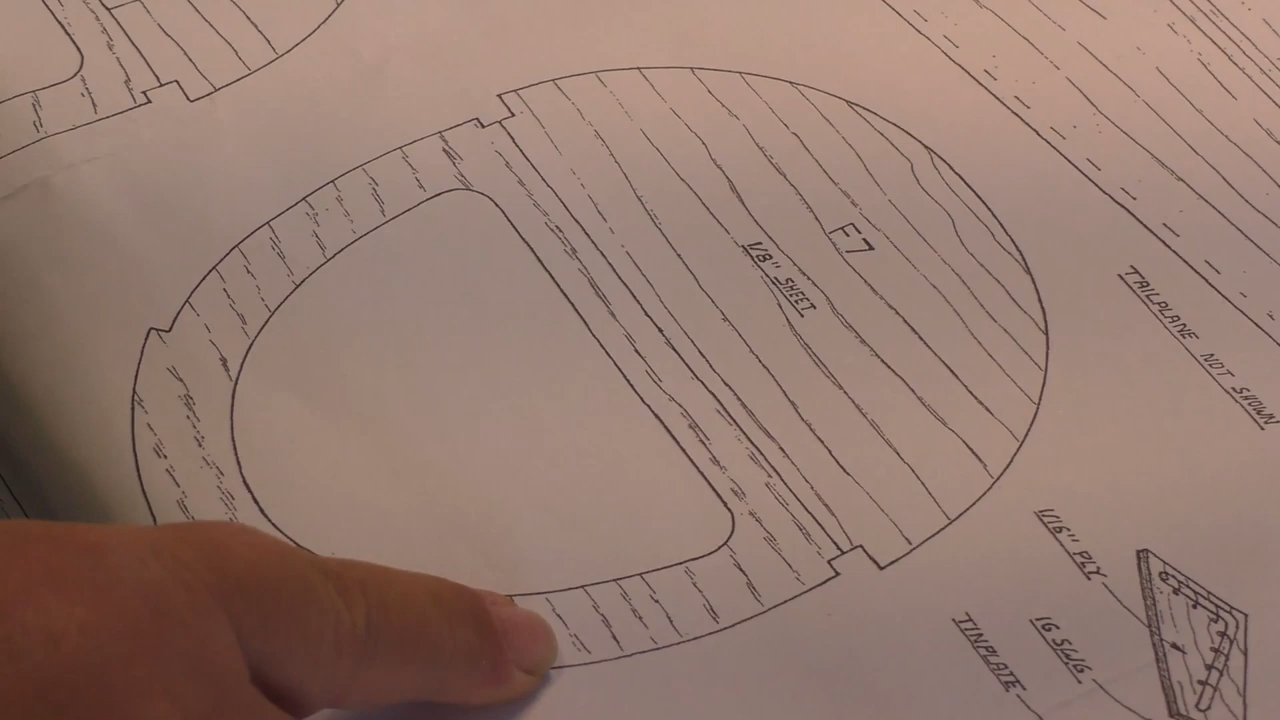 F7
1/8" SHEET
TAILPLANE NOT SHOWN
1/16" PLY
16 SWG
TINPLATE